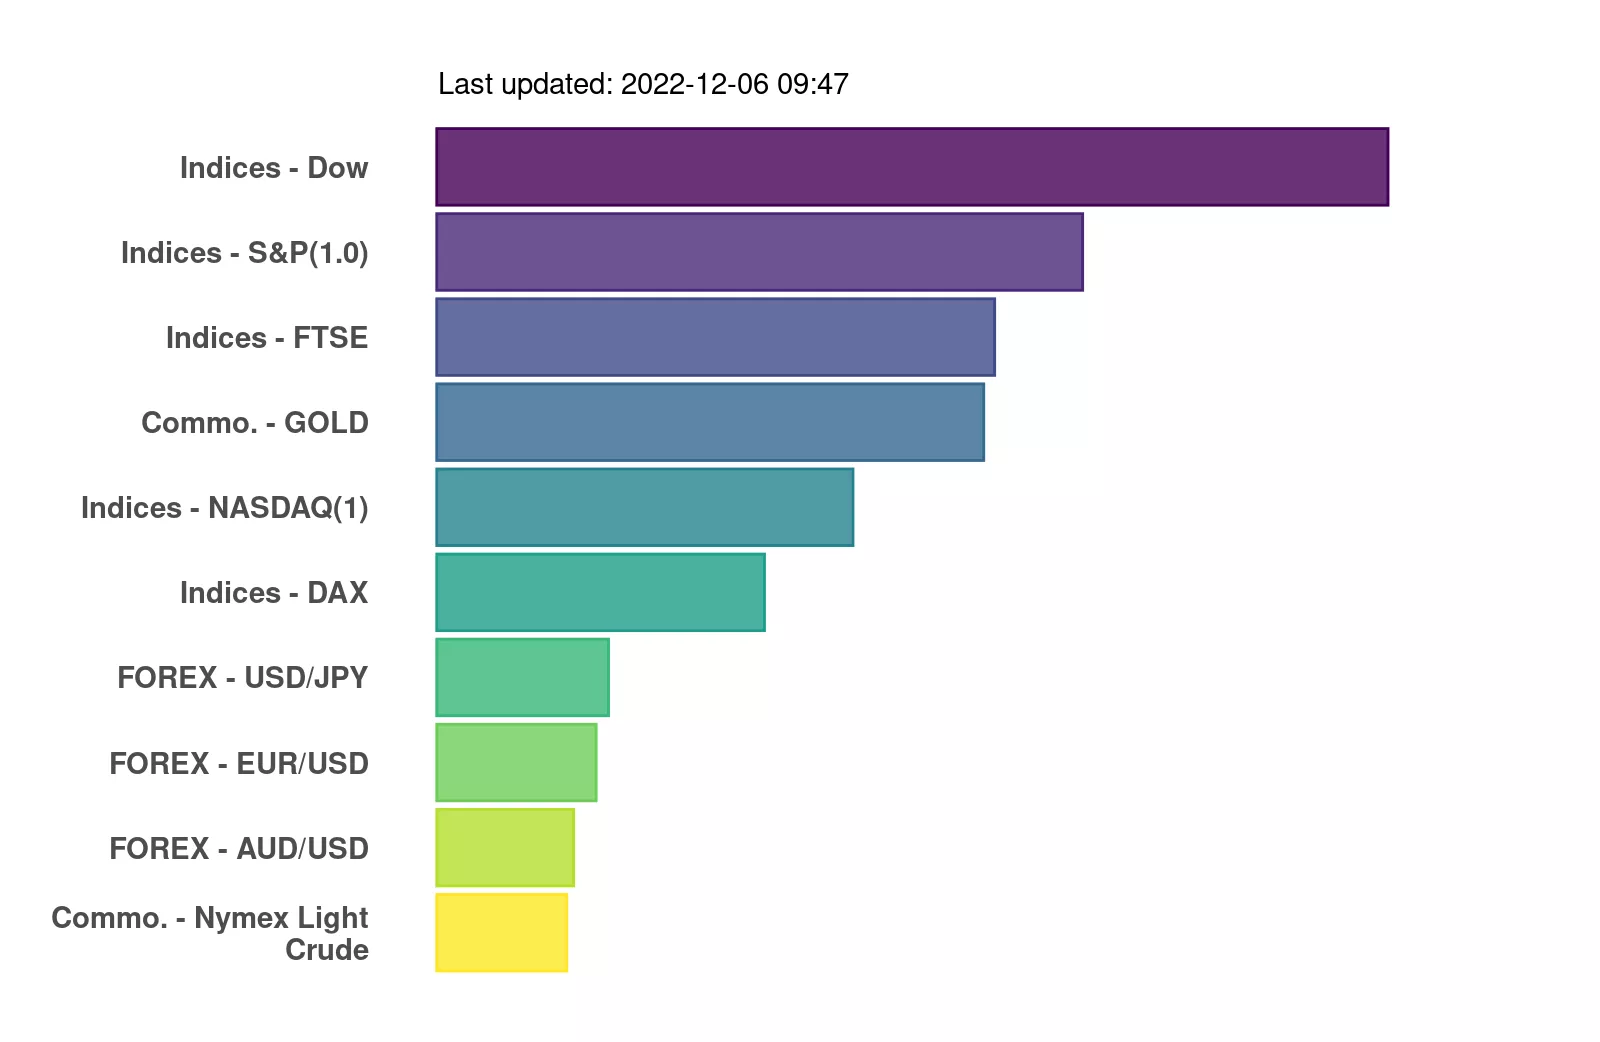 Last updated: 2022-12-06 09:47
Indices - Dow
Indices - S&P(1.0)
Indices - FTSE
Commo. - GOLD
Indices - NASDAQ(1)
Indices - DAX
FOREX - USD/JPY
FOREX - EUR/USD
FOREX - AUD/USD
Commo. - Nymex Light
Crude